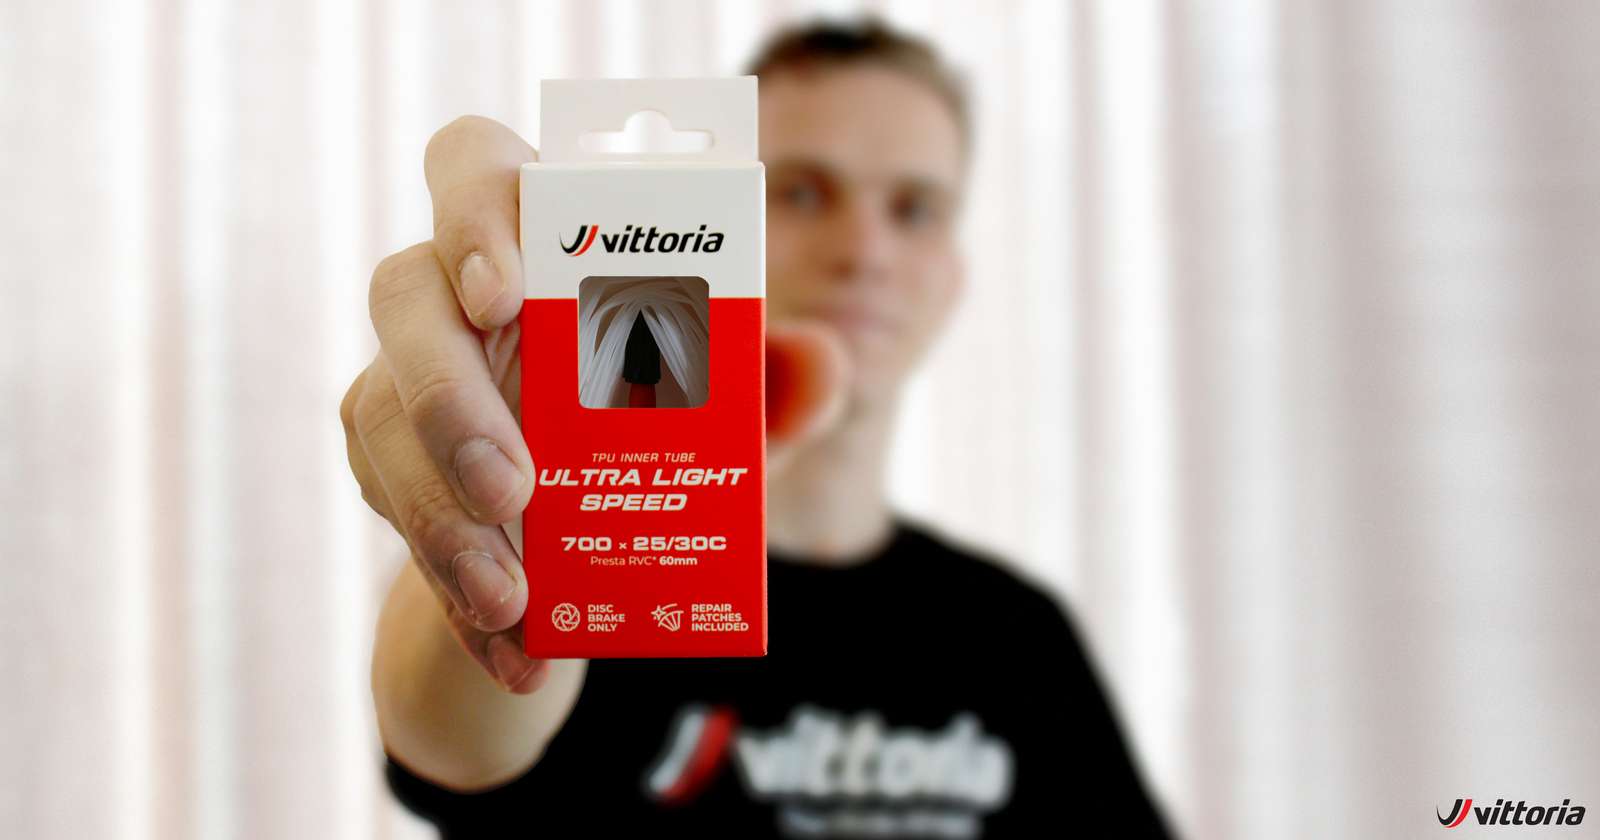 vittoria
TPU INNER TUBE
ULTRA LIGHT
SPEED
700 × 25/30C
Presta RVC* 60mm
DISC
BRAKE
ONLY
REPAIR
PATCHES
INCLUDED
vittoria
vittoria